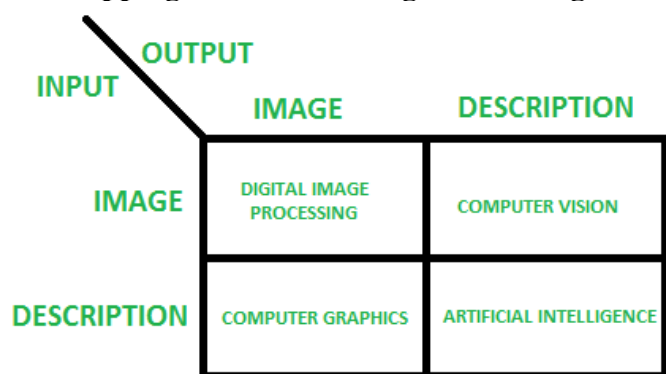 OUTPUT
INPUT
IMAGE DESCRIPTION
IMAGE
DIGITAL IMAGE
PROCESSING
COMPUTER VISION
DESCRIPTION
COMPUTER GRAPHICS
ARTIFICIAL INTELLIGENCE